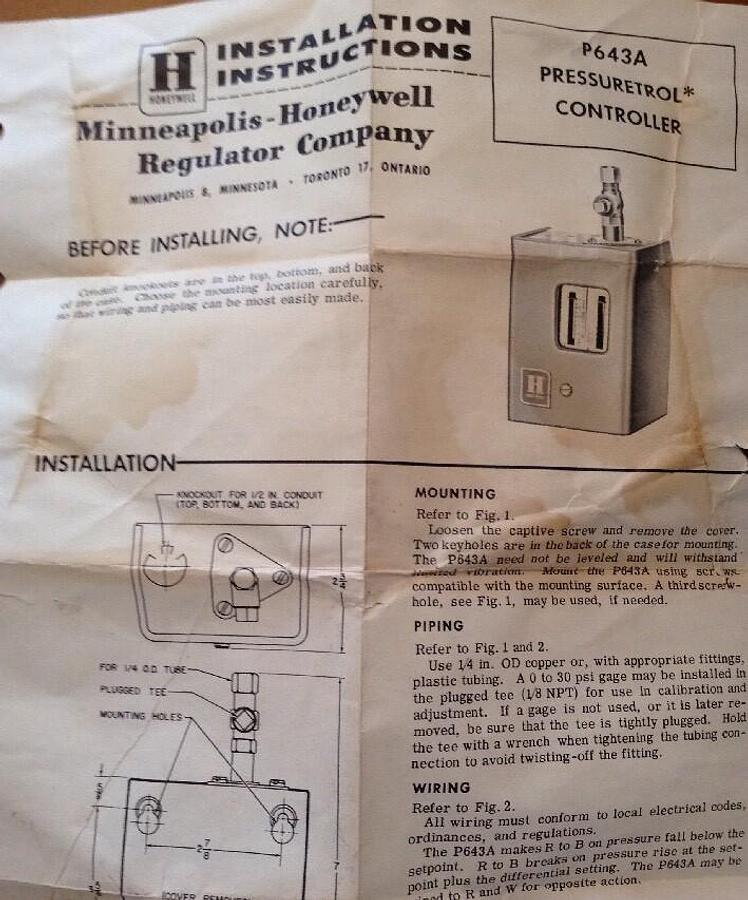 INSTALLATION
INSTRUCTIONS
H
HONEYWELL
Minneapolis-Honeywell
Regulator Company
MINNEAPOLIS 8, MINNESOTA · TORONTO 17, ONTARIO
P643A
PRESSURETROL*
CONTROLLER
BEFORE INSTALLING, NOTE:
Conduit knockouts are in the top, bottom, and back
of the case. Choose the mounting location carefully,
so that wiring and piping can be most easily made.
H
INSTALLATION
KNOCKOUT FOR 1/2 IN. CONDUIT
(TOP, BOTTOM, AND BACK)
2 3/4
FOR 1/4 O.D. TUBE
PLUGGED TEE
MOUNTING HOLES
2 7/8
7
(COVER REMOVED
MOUNTING
Refer to Fig. 1.
Loosen the captive screw and remove the cover.
Two keyholes are in the back of the case for mounting.
The P643A need not be leveled and will withstand
limited vibration. Mount the P643A using screws
compatible with the mounting surface. A third screw-
hole, see Fig. 1, may be used, if needed.
PIPING
Refer to Fig. 1 and 2.
Use 1/4 in. OD copper or, with appropriate fittings,
plastic tubing. A 0 to 30 psi gage may be installed in
the plugged tee (1/8 NPT) for use in calibration and
adjustment. If a gage is not used, or it is later re-
moved, be sure that the tee is tightly plugged. Hold
the tee with a wrench when tightening the tubing con-
nection to avoid twisting-off the fitting.
WIRING
Refer to Fig. 2.
All wiring must conform to local electrical codes,
ordinances, and regulations.
The P643A makes R to B on pressure fall below the
setpoint. R to B breaks on pressure rise at the set-
point plus the differential setting. The P643A may be
to R and W for opposite action.